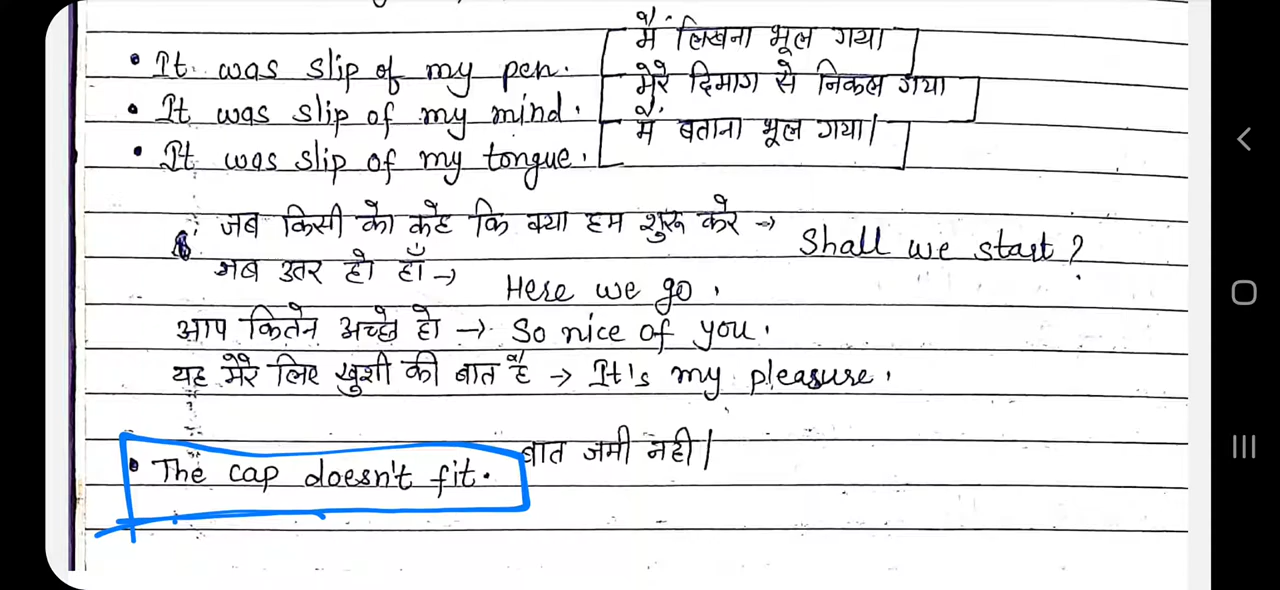 • It was slip of my pen. मैं लिखना भूल गया
• It was slip of my mind. मेरे दिमाग से निकल गया
• It was slip of my tongue. मैं बताना भूल गया।
जब किसी को कहे कि क्या हम शुरू करे → Shall we start?
जब उतर हो हाँ → Here we go.
आप कितने अच्छे हो → So nice of you.
यह मेरे लिए खुशी की बात है → It's my pleasure.
• The cap doesn't fit. बात जमी नही।